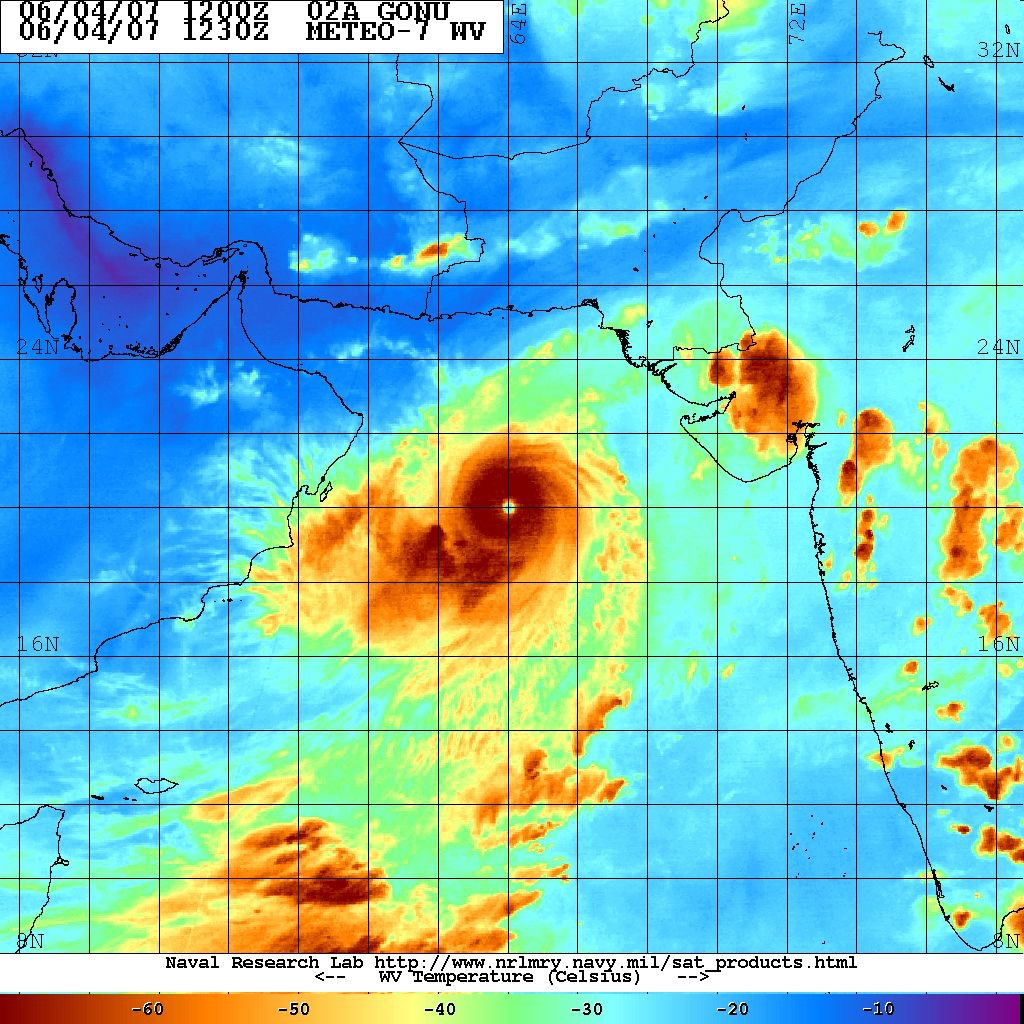 06/04/07 1200Z 02A GONU
06/04/07 1230Z METEO-7 WV
64E
72E
32N
32N
24N
24N
16N
16N
8N
8N
Naval Research Lab http://www.nrlmry.navy.mil/sat_products.html
<-- WV Temperature (Celsius) -->
-60 -50 -40 -30 -20 -10